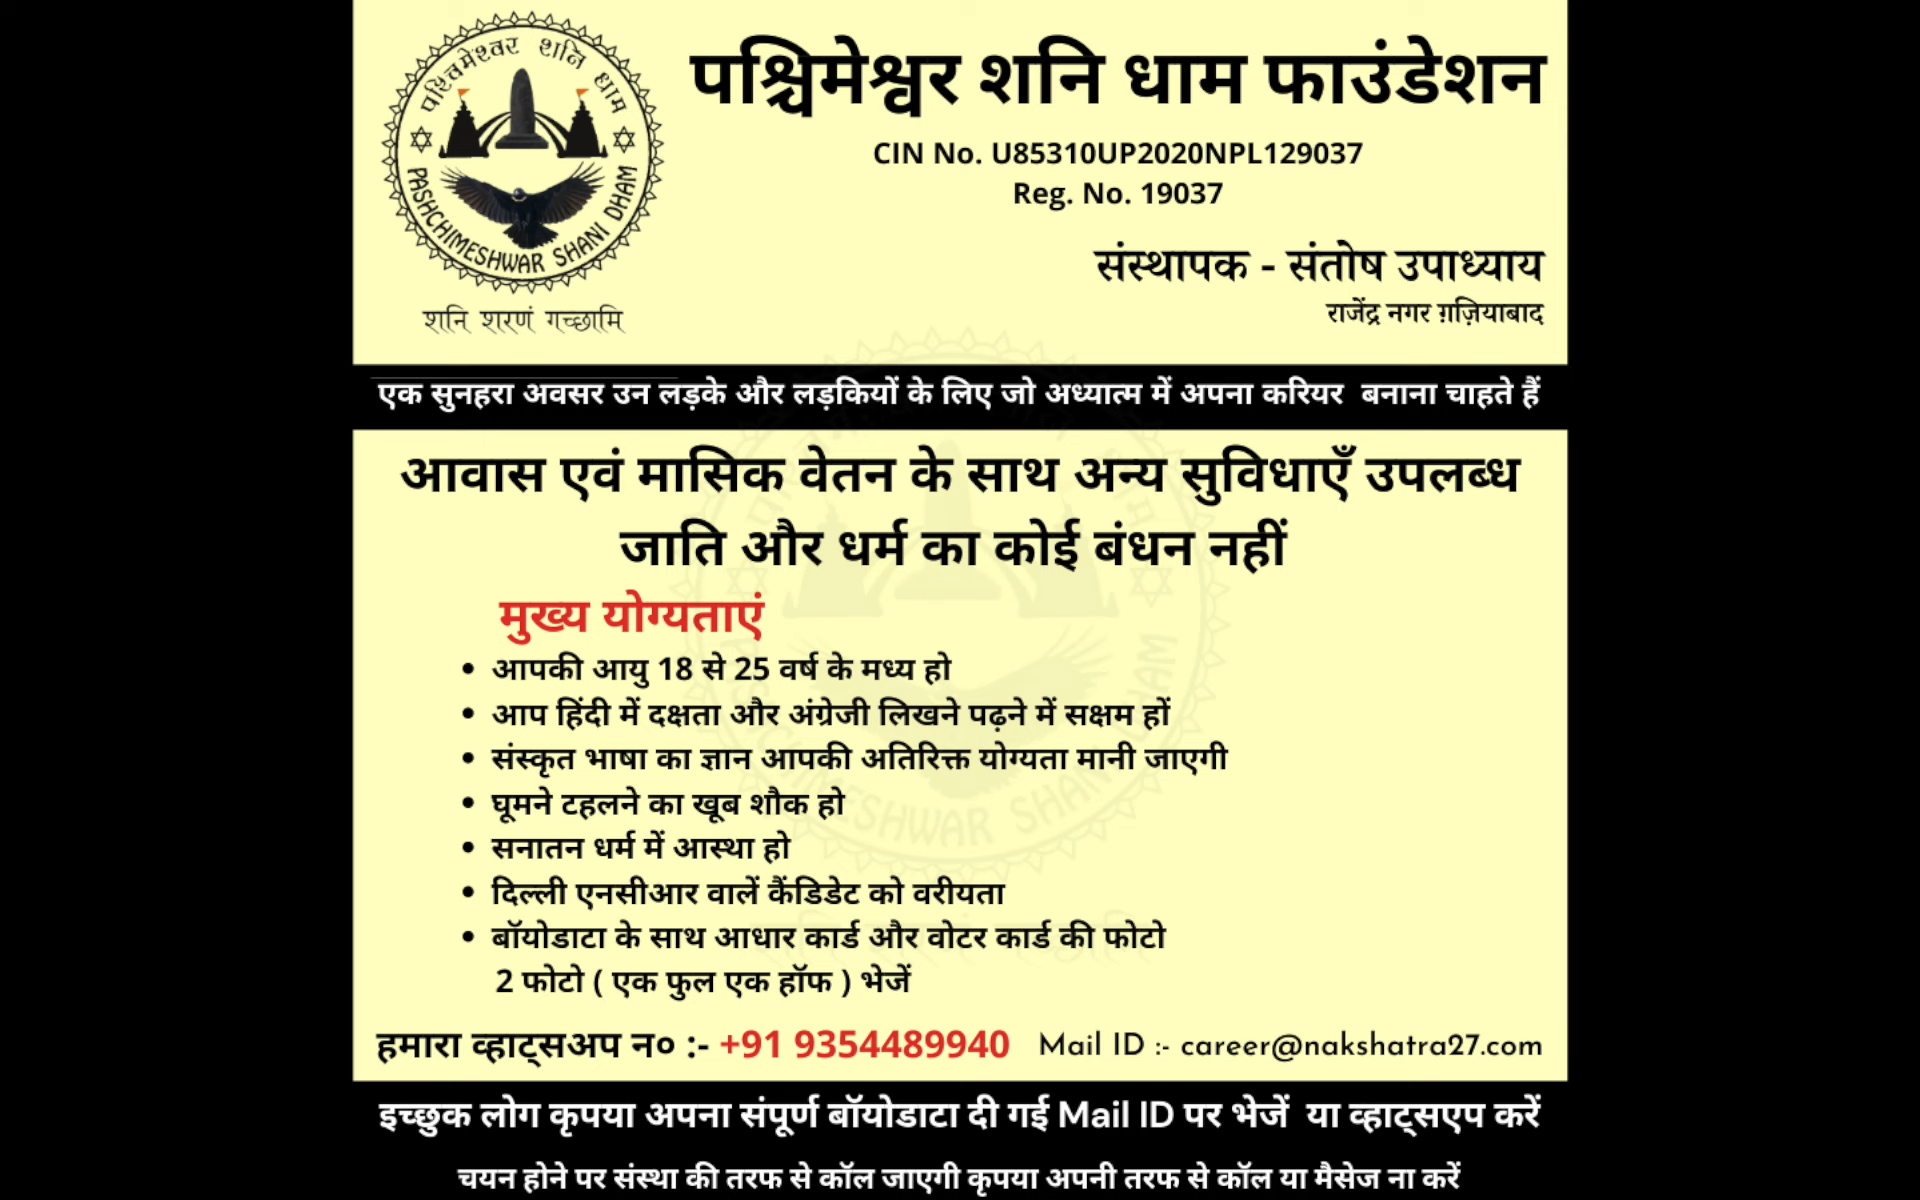 पश्चिमेश्वर शनि धाम
PASHCHIMESHWAR SHANI DHAM
शनि शरणं गच्छामि
पश्चिमेश्वर शनि धाम फाउंडेशन
CIN No. U85310UP2020NPL129037
Reg. No. 19037
संस्थापक - संतोष उपाध्याय
राजेंद्र नगर ग़ज़ियाबाद
एक सुनहरा अवसर उन लड़के और लड़कियों के लिए जो अध्यात्म में अपना करियर बनाना चाहते हैं
आवास एवं मासिक वेतन के साथ अन्य सुविधाएँ उपलब्ध
जाति और धर्म का कोई बंधन नहीं
मुख्य योग्यताएं
• आपकी आयु 18 से 25 वर्ष के मध्य हो
• आप हिंदी में दक्षता और अंग्रेजी लिखने पढ़ने में सक्षम हों
• संस्कृत भाषा का ज्ञान आपकी अतिरिक्त योग्यता मानी जाएगी
• घूमने टहलने का खूब शौक हो
• सनातन धर्म में आस्था हो
• दिल्ली एनसीआर वालें कैंडिडेट को वरीयता
• बॉयोडाटा के साथ आधार कार्ड और वोटर कार्ड की फोटो
2 फोटो ( एक फुल एक हॉफ ) भेजें
हमारा व्हाट्सअप न० :- +91 9354489940 Mail ID :- career@nakshatra27.com
इच्छुक लोग कृपया अपना संपूर्ण बॉयोडाटा दी गई Mail ID पर भेजें या व्हाट्सएप करें
चयन होने पर संस्था की तरफ से कॉल जाएगी कृपया अपनी तरफ से कॉल या मैसेज ना करें